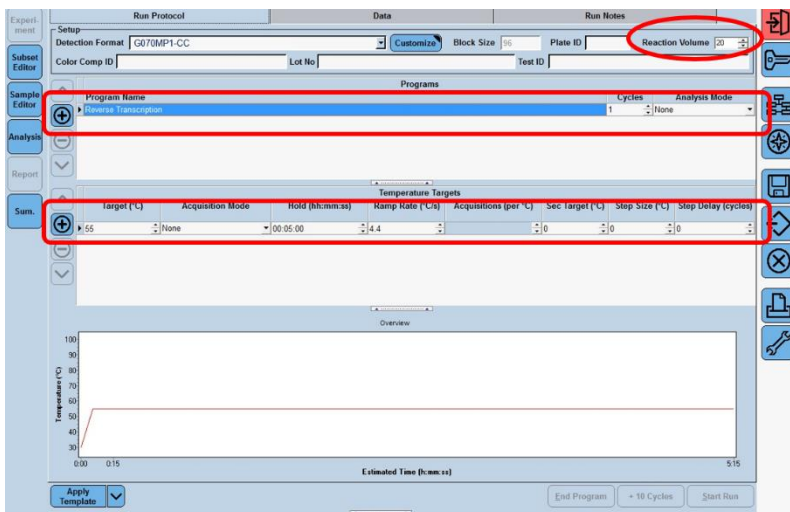 Experi-
ment
Subset
Editor
Sample
Editor
Analysis
Report
Sum.
Run Protocol Data Run Notes
Setup
Detection Format G070MP1-CC Customize Block Size 96 Plate ID Reaction Volume 20
Color Comp ID Lot No Test ID
Programs
Program Name Cycles Analysis Mode
Reverse Transcription 1 None
Temperature Targets
Target (°C) Acquisition Mode Hold (hh:mm:ss) Ramp Rate (°C/s) Acquisitions (per °C) Sec Target (°C) Step Size (°C) Step Delay (cycles)
55 None 00:05:00 4.4 0 0 0
Overview
100
90
80
70
60
50
40
30
Temperature (°C)
0:00 0:15 5:15
Estimated Time (h:mm:ss)
Apply
Template
End Program + 10 Cycles Start Run